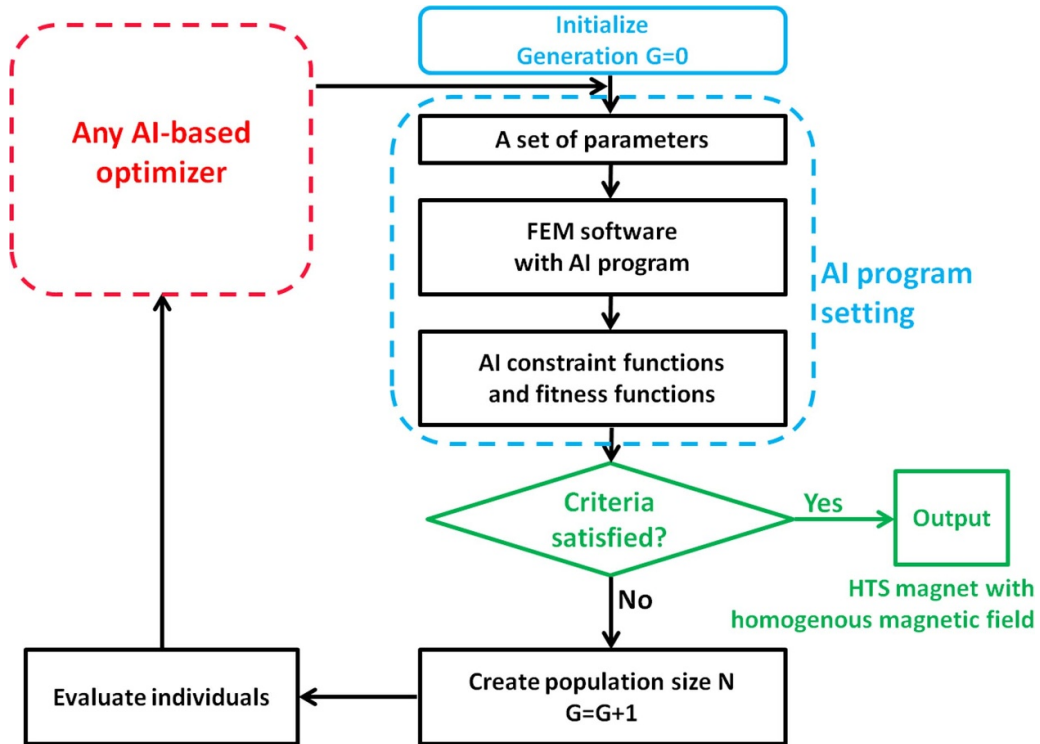 Initialize
Generation G=0
Any AI-based
optimizer
A set of parameters
FEM software
with AI program
AI program
setting
AI constraint functions
and fitness functions
Criteria
satisfied?
Yes
Output
HTS magnet with
homogenous magnetic field
No
Create population size N
G=G+1
Evaluate individuals